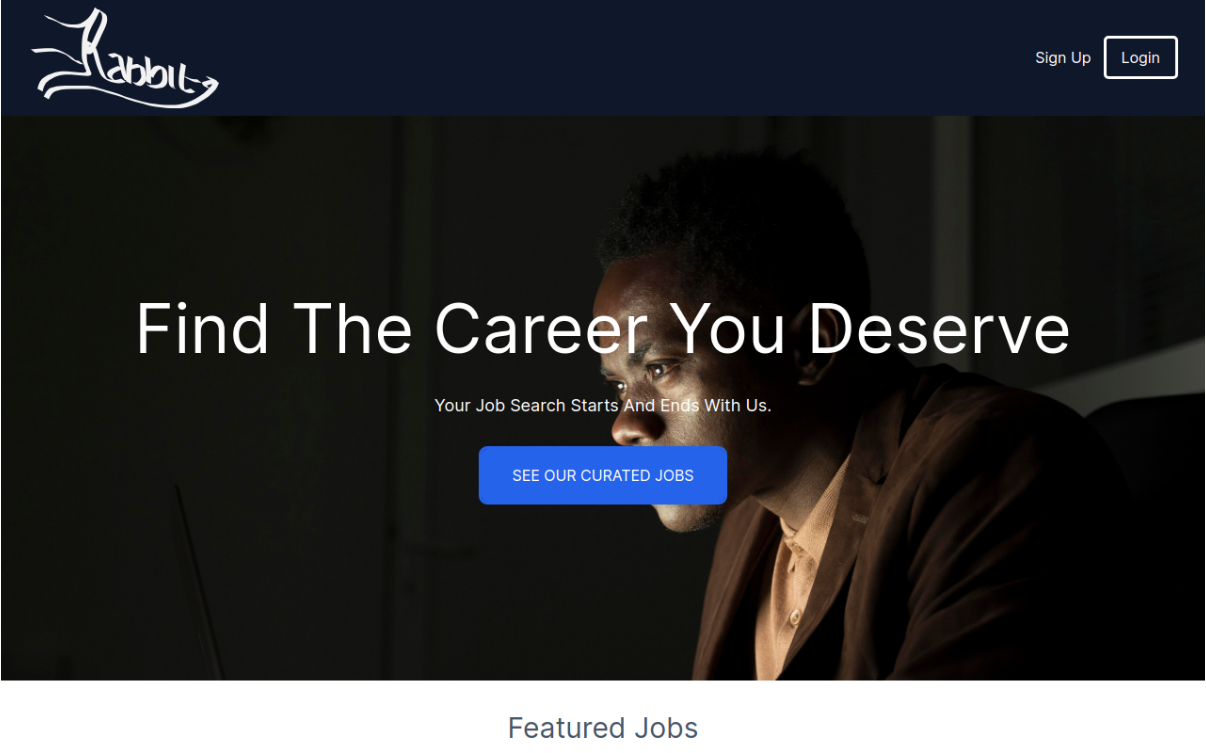 Rabbit
Sign Up
Login
Find The Career You Deserve
Your Job Search Starts And Ends With Us.
SEE OUR CURATED JOBS
Featured Jobs